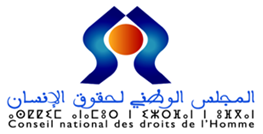 المجلس الوطني لحقوق الإنسان
ⴰⵙⵇⵇⵉⵎ ⴰⵏⴰⵎⵓⵔ ⵏ ⵉⵣⵔⴼⴰⵏ ⵏ ⵓⴼⴳⴰⵏ
Conseil national des droits de l'Homme